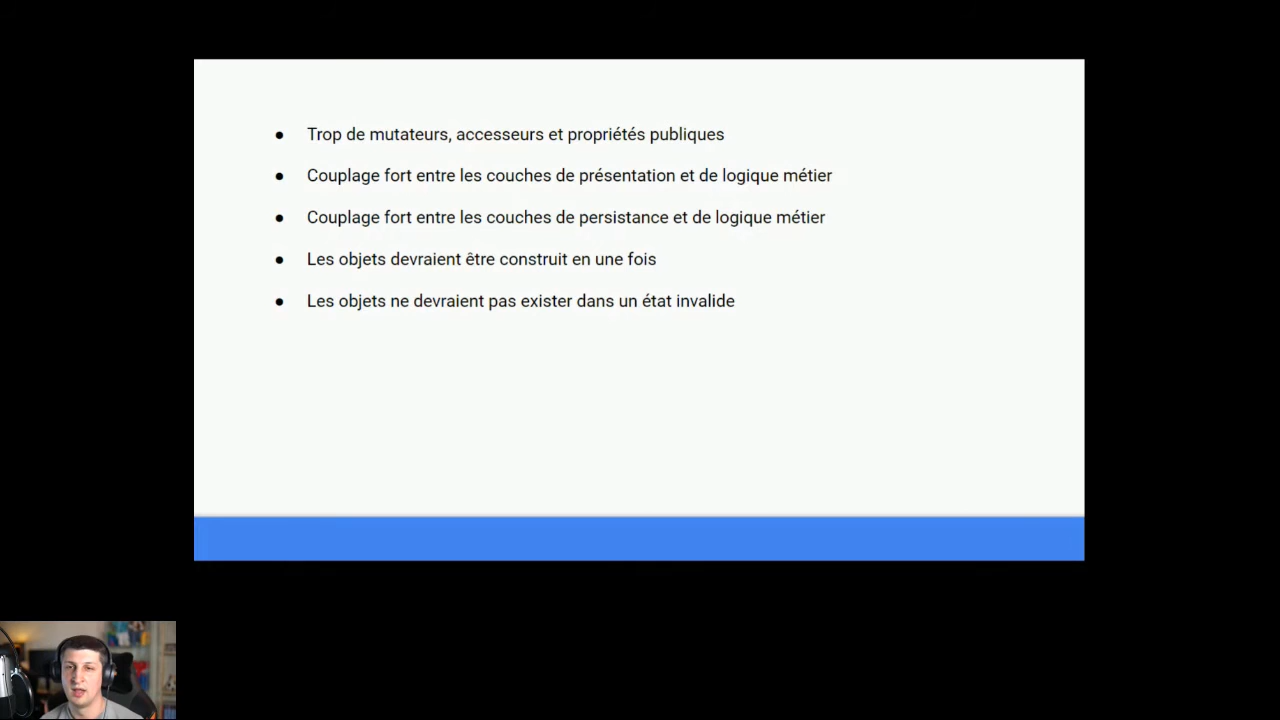 ● Trop de mutateurs, accesseurs et propriétés publiques
● Couplage fort entre les couches de présentation et de logique métier
● Couplage fort entre les couches de persistance et de logique métier
● Les objets devraient être construit en une fois
● Les objets ne devraient pas exister dans un état invalide